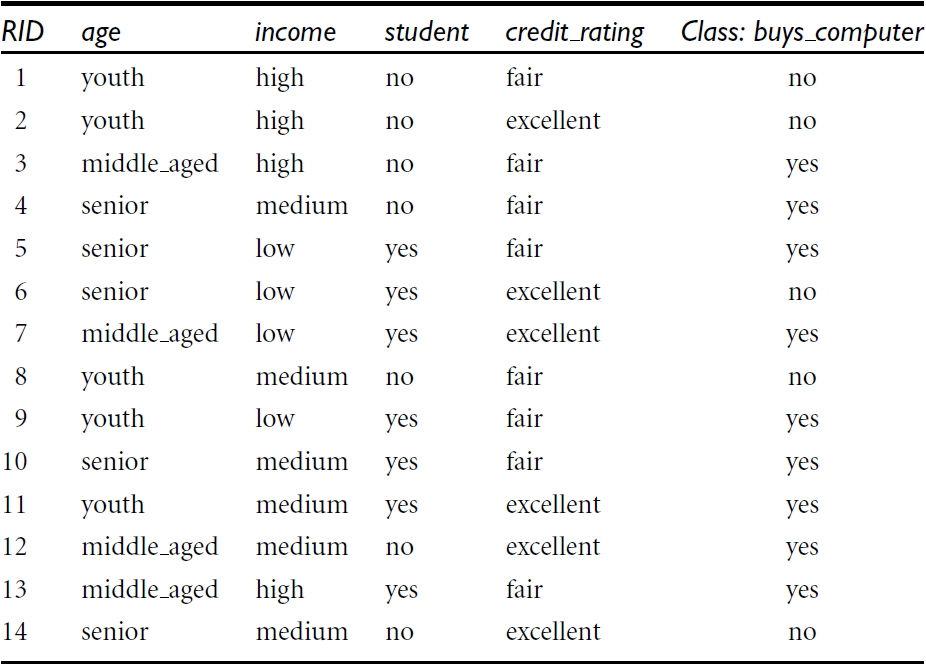 RID age income student credit_rating Class: buys_computer
1 youth high no fair no
2 youth high no excellent no
3 middle_aged high no fair yes
4 senior medium no fair yes
5 senior low yes fair yes
6 senior low yes excellent no
7 middle_aged low yes excellent yes
8 youth medium no fair no
9 youth low yes fair yes
10 senior medium yes fair yes
11 youth medium yes excellent yes
12 middle_aged medium no excellent yes
13 middle_aged high yes fair yes
14 senior medium no excellent no